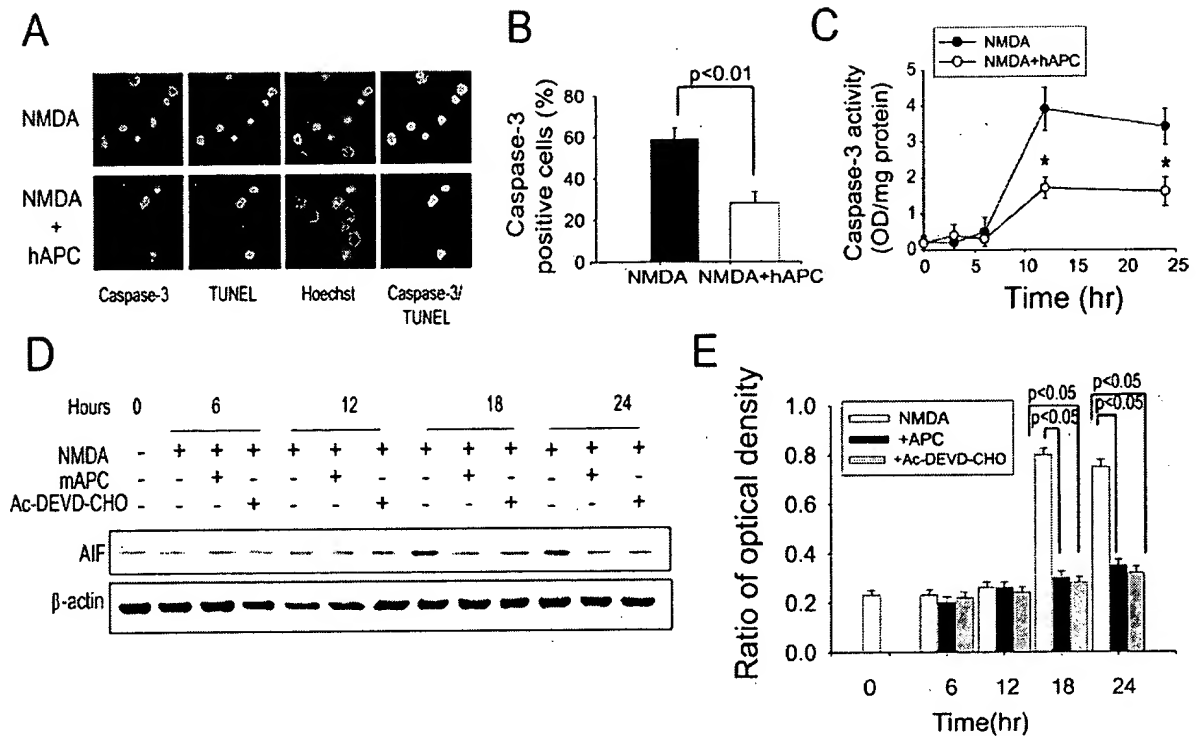 A
NMDA
NMDA
+
hAPC
Caspase-3
TUNEL
Hoechst
Caspase-3/
TUNEL
B
p<0.01
Caspase-3
positive cells (%)
80
60
40
20
0
NMDA
NMDA+hAPC
C
NMDA
NMDA+hAPC
Caspase-3 activity
(OD/mg protein)
5
4
3
2
1
0
*
*
0 5 10 15 20 25
Time (hr)
D
Hours 0 6 12 18 24
NMDA - + + + + + + + + + + + +
mAPC - - + - - + - - + - - + -
Ac-DEVD-CHO - - - + - - + - - + - - +
AIF
β-actin
E
Ratio of optical density
1.0
0.8
0.6
0.4
0.2
0.0
NMDA
+APC
+Ac-DEVD-CHO
p<0.05
p<0.05
p<0.05
p<0.05
0 6 12 18 24
Time(hr)